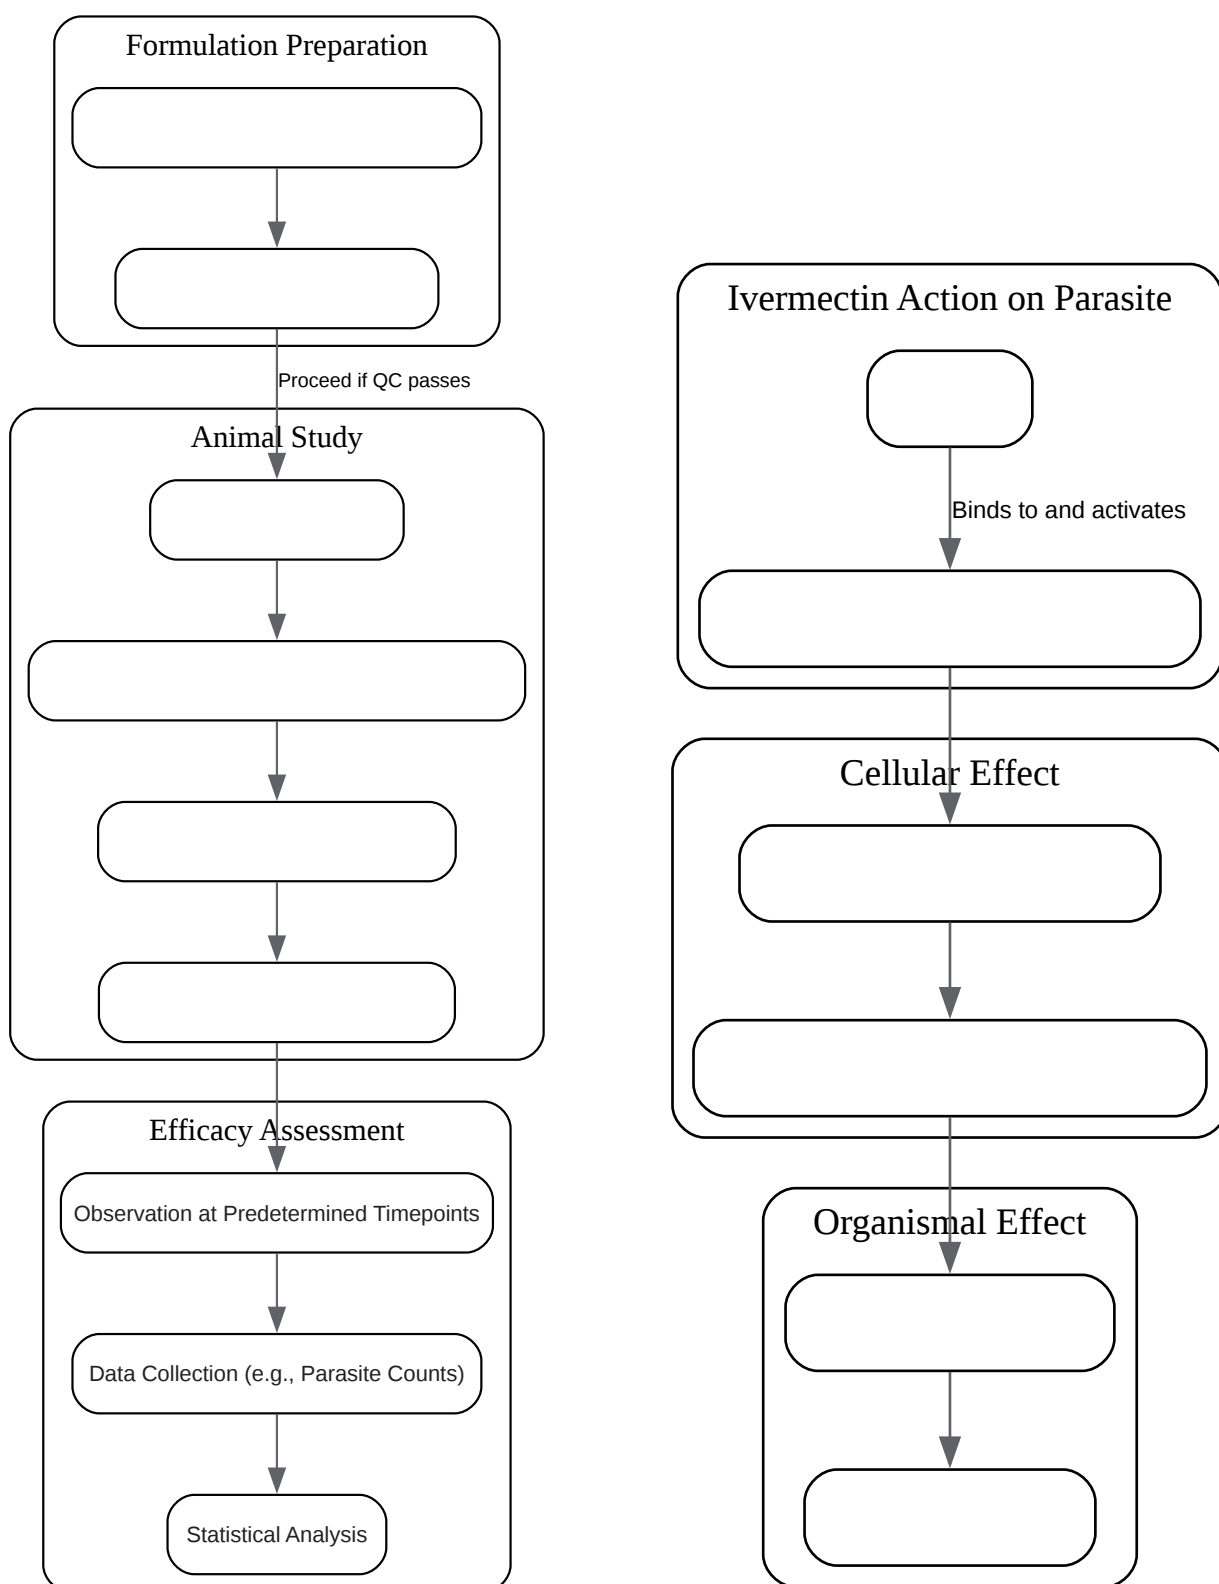 Formulation Preparation
Proceed if QC passes
Animal Study
Efficacy Assessment
Observation at Predetermined Timepoints
Data Collection (e.g., Parasite Counts)
Statistical Analysis
Ivermectin Action on Parasite
Binds to and activates
Cellular Effect
Organismal Effect